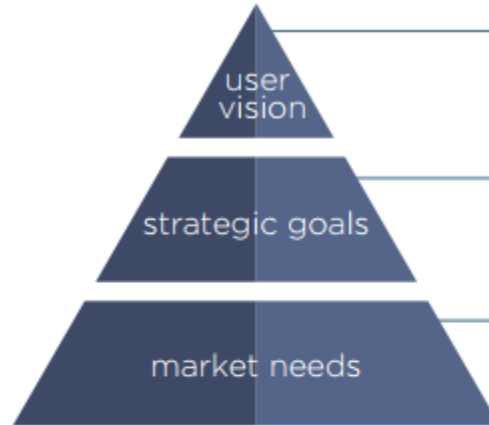 user
vision
strategic goals
market needs